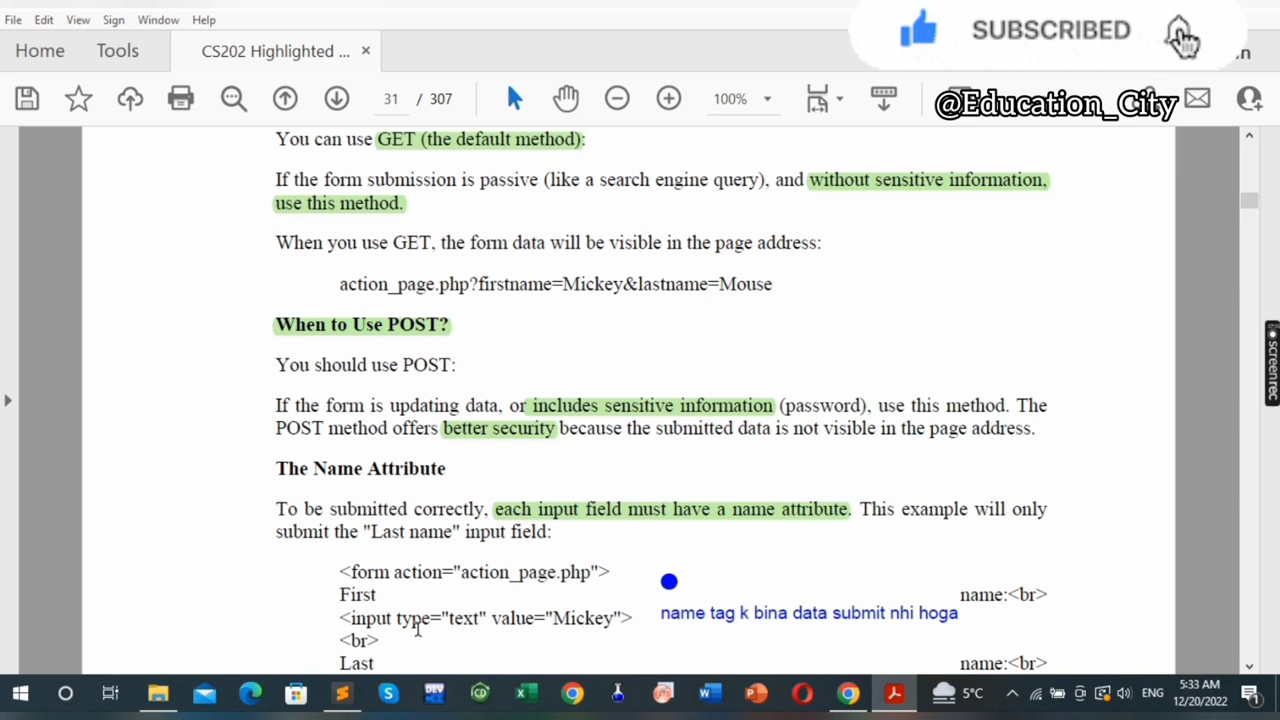 File Edit View Sign Window Help
SUBSCRIBED
Home Tools CS202 Highlighted ... ×
31 / 307 100%
@Education_City
You can use GET (the default method):
If the form submission is passive (like a search engine query), and without sensitive information,
use this method.
When you use GET, the form data will be visible in the page address:
action_page.php?firstname=Mickey&lastname=Mouse
When to Use POST?
You should use POST:
If the form is updating data, or includes sensitive information (password), use this method. The
POST method offers better security because the submitted data is not visible in the page address.
The Name Attribute
To be submitted correctly, each input field must have a name attribute. This example will only
submit the "Last name" input field:
<form action="action_page.php">
First name:<br>
<input type="text" value="Mickey">
name tag k bina data submit nhi hoga
<br>
Last name:<br>
screenrec
DEV
5°C ENG 5:33 AM
12/20/2022